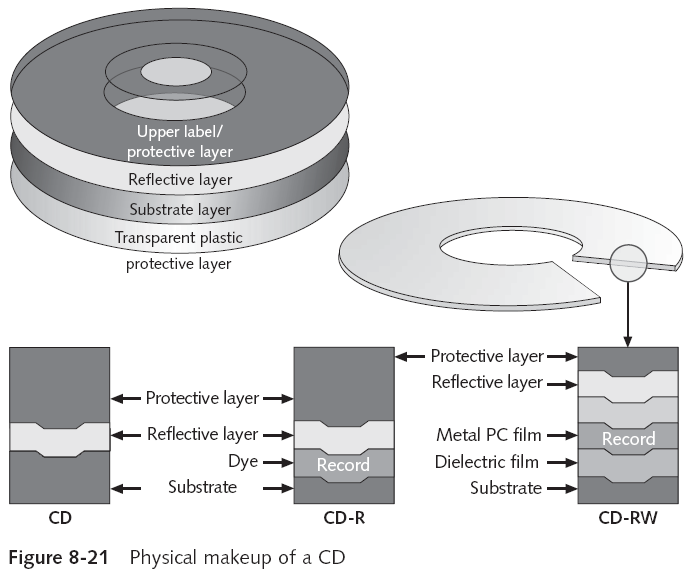 Upper label/
protective layer
Reflective layer
Substrate layer
Transparent plastic
protective layer
Protective layer
Reflective layer
Protective layer
Reflective layer
Metal PC film
Record
Dye
Record
Dielectric film
Substrate
Substrate
CD
CD-R
CD-RW
Figure 8-21 Physical makeup of a CD